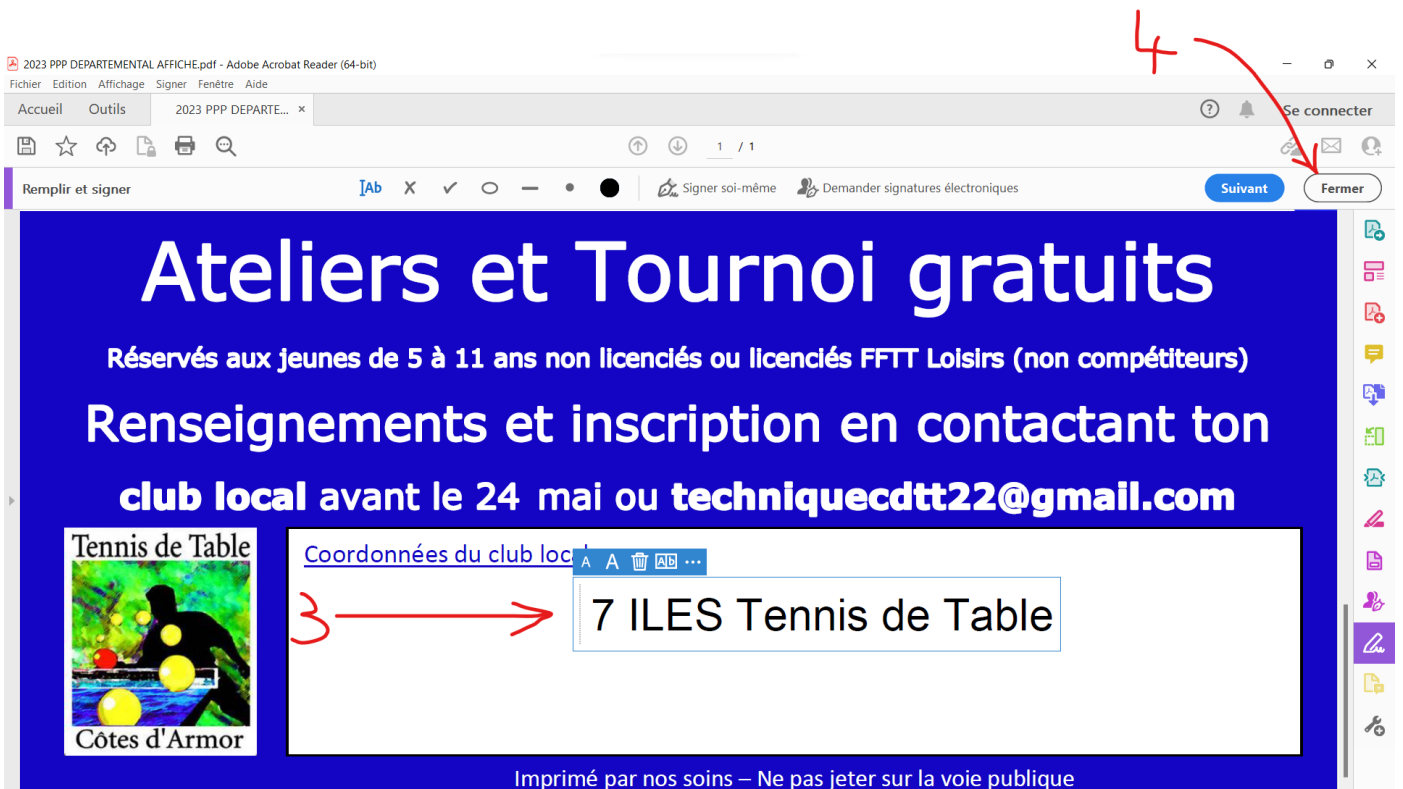 4
2023 PPP DEPARTEMENTAL AFFICHE.pdf - Adobe Acrobat Reader (64-bit)
Fichier Edition Affichage Signer Fenêtre Aide
Accueil Outils 2023 PPP DEPARTE... × Se connecter
1 / 1
Remplir et signer Ab Signer soi-même Demander signatures électroniques Suivant Fermer
Ateliers et Tournoi gratuits
Réservés aux jeunes de 5 à 11 ans non licenciés ou licenciés FFTT Loisirs (non compétiteurs)
Renseignements et inscription en contactant ton
club local avant le 24 mai ou techniquecdtt22@gmail.com
Tennis de Table
Coordonnées du club local
A A Ab ...
3 7 ILES Tennis de Table
Côtes d'Armor
Imprimé par nos soins – Ne pas jeter sur la voie publique